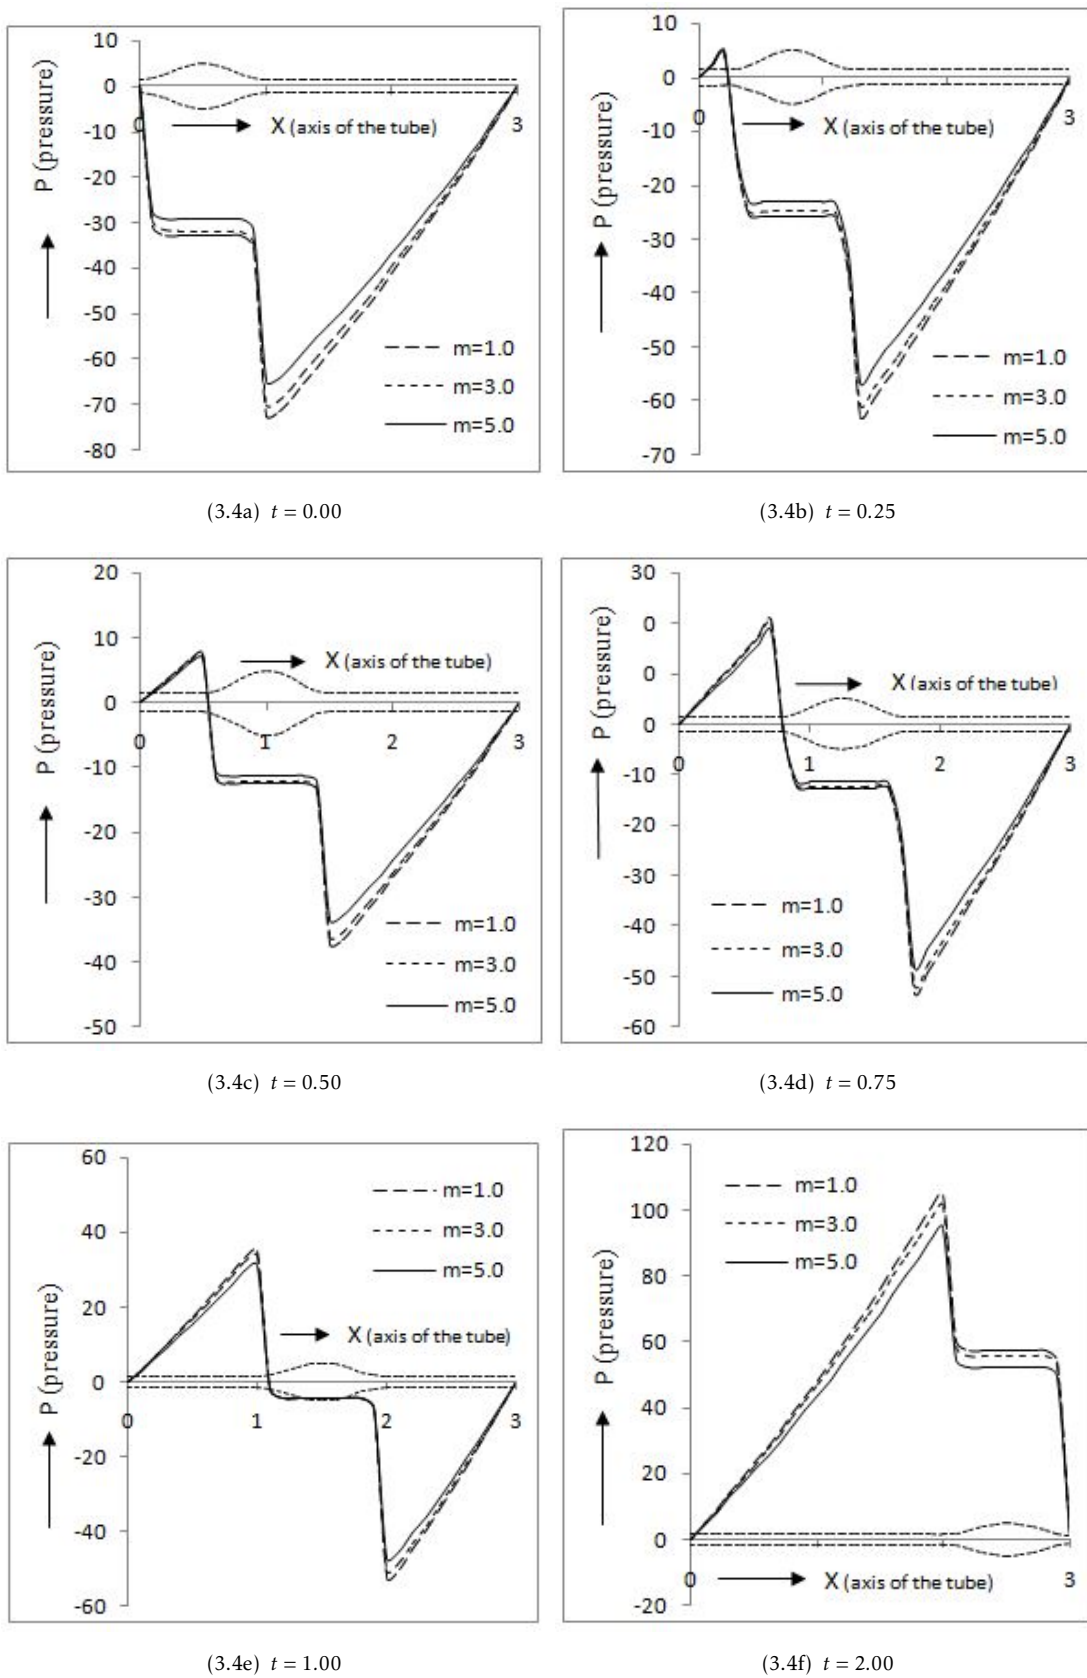 10
0
-10
-20
-30
-40
-50
-60
-70
-80
P (pressure)
0
3
X (axis of the tube)
m=1.0
m=3.0
m=5.0
(3.4a) t = 0.00
10
0
-10
-20
-30
-40
-50
-60
-70
P (pressure)
0
3
X (axis of the tube)
m=1.0
m=3.0
m=5.0
(3.4b) t = 0.25
20
10
0
-10
-20
-30
-40
-50
P (pressure)
X (axis of the tube)
0
1
2
3
m=1.0
m=3.0
m=5.0
(3.4c) t = 0.50
30
0
0
0
-10
-20
-30
-40
-50
-60
P (pressure)
X (axis of the tube)
0
2
3
m=1.0
m=3.0
m=5.0
(3.4d) t = 0.75
60
40
20
0
-20
-40
-60
P (pressure)
m=1.0
m=3.0
m=5.0
X (axis of the tube)
0
1
2
3
(3.4e) t = 1.00
120
100
80
60
40
20
0
-20
P (pressure)
m=1.0
m=3.0
m=5.0
0
3
X (axis of the tube)
(3.4f) t = 2.00